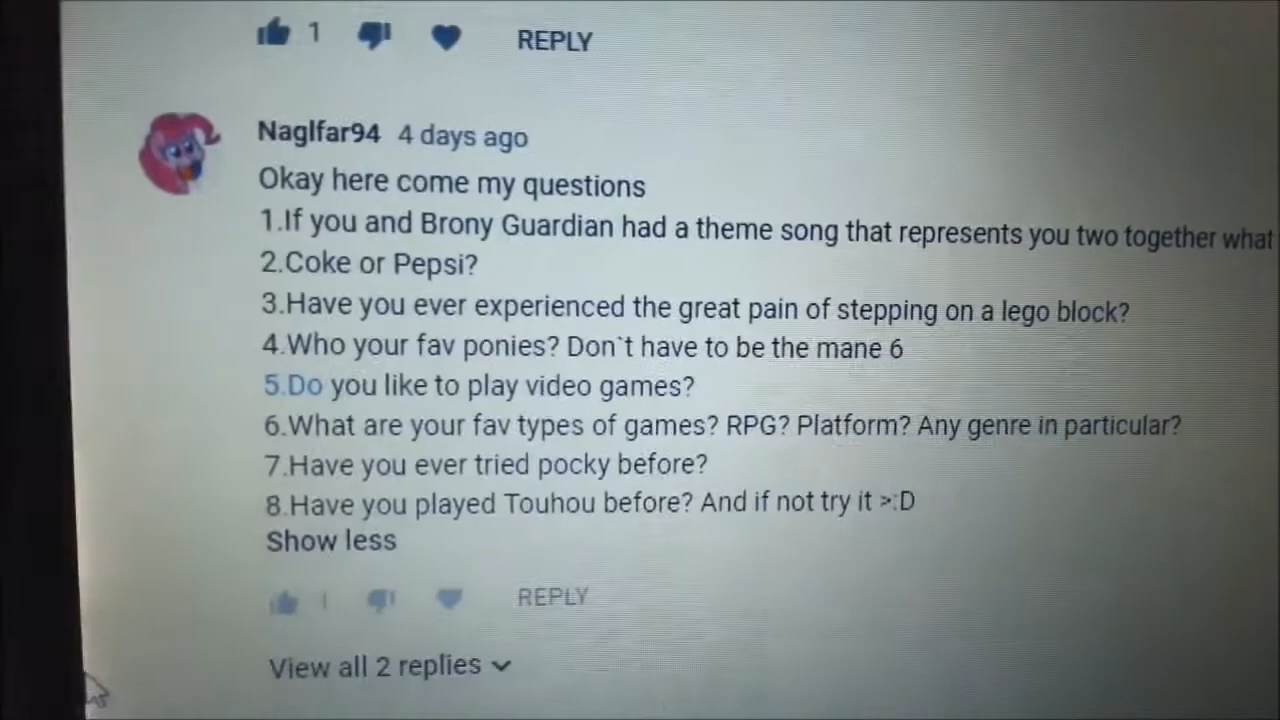 1 REPLY
Naglfar94 4 days ago
Okay here come my questions
1.If you and Brony Guardian had a theme song that represents you two together what
2.Coke or Pepsi?
3.Have you ever experienced the great pain of stepping on a lego block?
4.Who your fav ponies? Don`t have to be the mane 6
5.Do you like to play video games?
6.What are your fav types of games? RPG? Platform? Any genre in particular?
7.Have you ever tried pocky before?
8.Have you played Touhou before? And if not try it >:D
Show less
1 REPLY
View all 2 replies